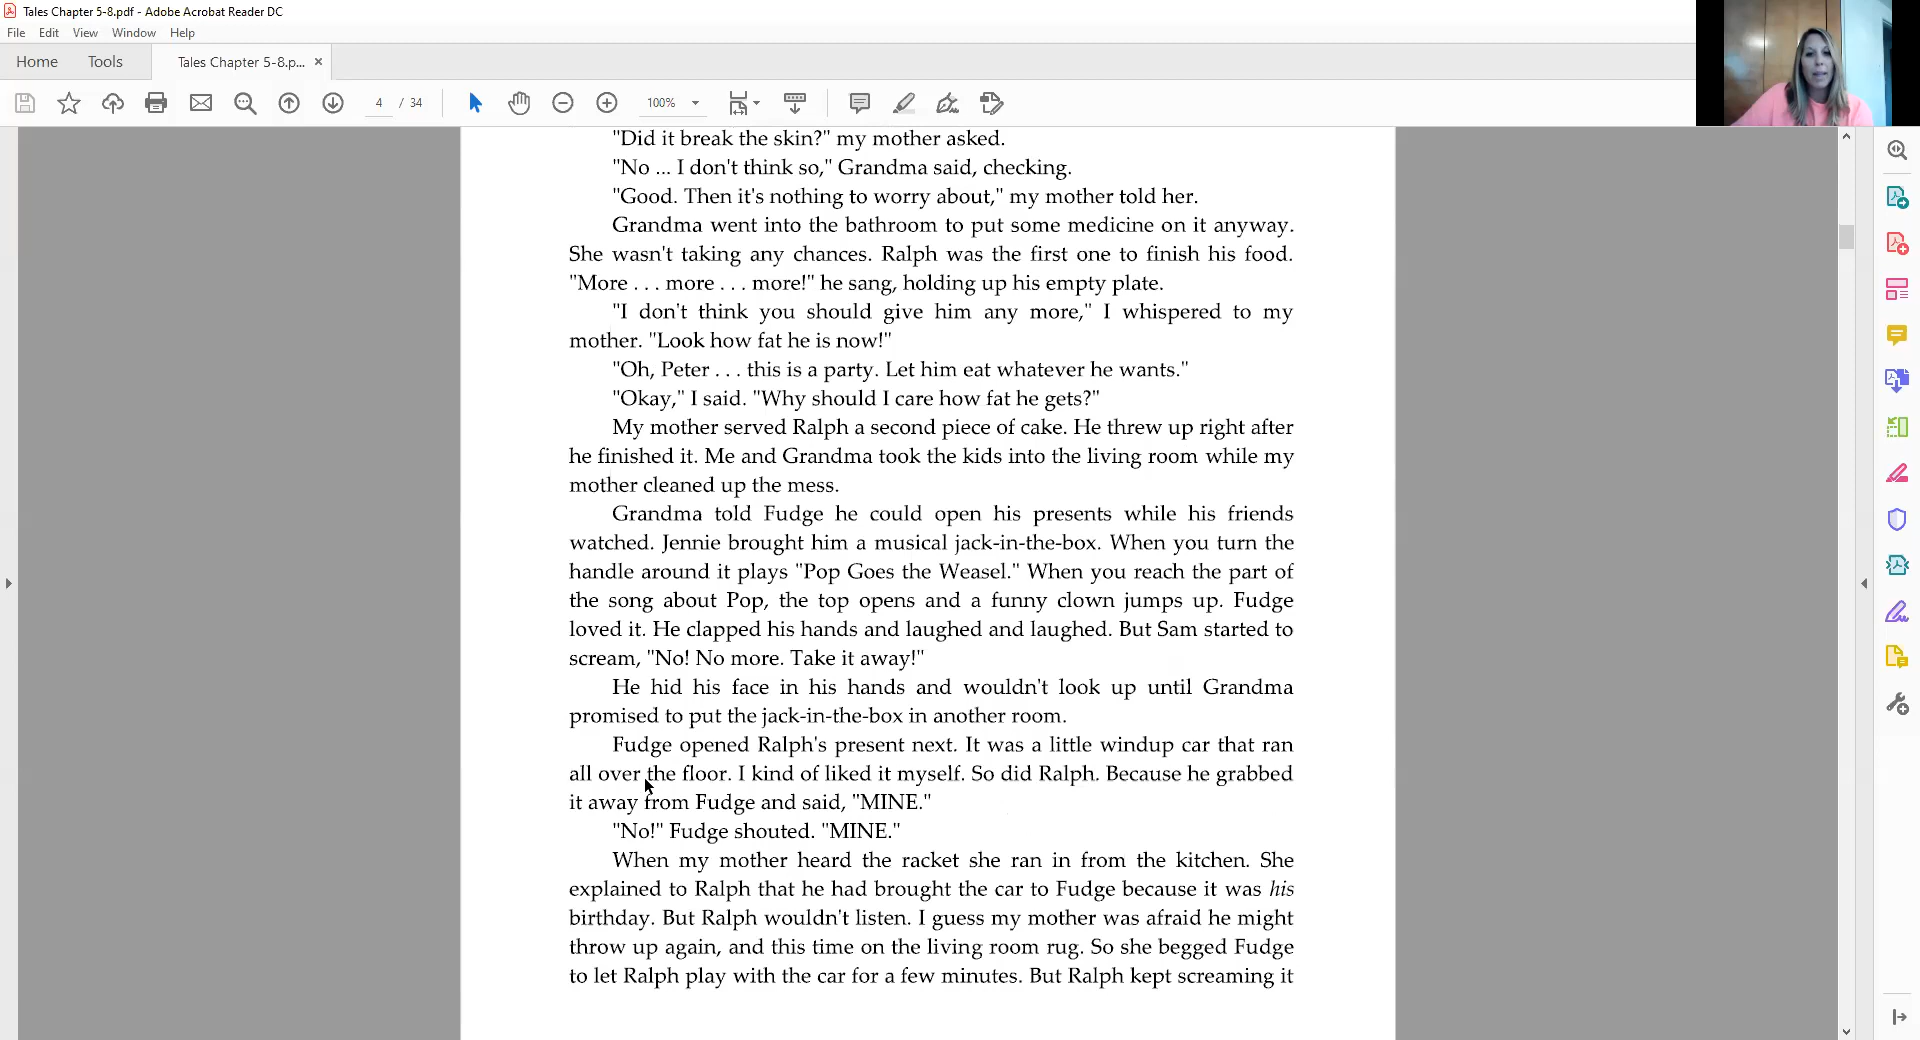 Tales Chapter 5-8.pdf - Adobe Acrobat Reader DC
File Edit View Window Help
Home Tools Tales Chapter 5-8.p... ×
4 / 34 100%
"Did it break the skin?" my mother asked.
"No ... I don't think so," Grandma said, checking.
"Good. Then it's nothing to worry about," my mother told her.
Grandma went into the bathroom to put some medicine on it anyway.
She wasn't taking any chances. Ralph was the first one to finish his food.
"More . . . more . . . more!" he sang, holding up his empty plate.
"I don't think you should give him any more," I whispered to my
mother. "Look how fat he is now!"
"Oh, Peter . . . this is a party. Let him eat whatever he wants."
"Okay," I said. "Why should I care how fat he gets?"
My mother served Ralph a second piece of cake. He threw up right after
he finished it. Me and Grandma took the kids into the living room while my
mother cleaned up the mess.
Grandma told Fudge he could open his presents while his friends
watched. Jennie brought him a musical jack-in-the-box. When you turn the
handle around it plays "Pop Goes the Weasel." When you reach the part of
the song about Pop, the top opens and a funny clown jumps up. Fudge
loved it. He clapped his hands and laughed and laughed. But Sam started to
scream, "No! No more. Take it away!"
He hid his face in his hands and wouldn't look up until Grandma
promised to put the jack-in-the-box in another room.
Fudge opened Ralph's present next. It was a little windup car that ran
all over the floor. I kind of liked it myself. So did Ralph. Because he grabbed
it away from Fudge and said, "MINE."
"No!" Fudge shouted. "MINE."
When my mother heard the racket she ran in from the kitchen. She
explained to Ralph that he had brought the car to Fudge because it was his
birthday. But Ralph wouldn't listen. I guess my mother was afraid he might
throw up again, and this time on the living room rug. So she begged Fudge
to let Ralph play with the car for a few minutes. But Ralph kept screaming it